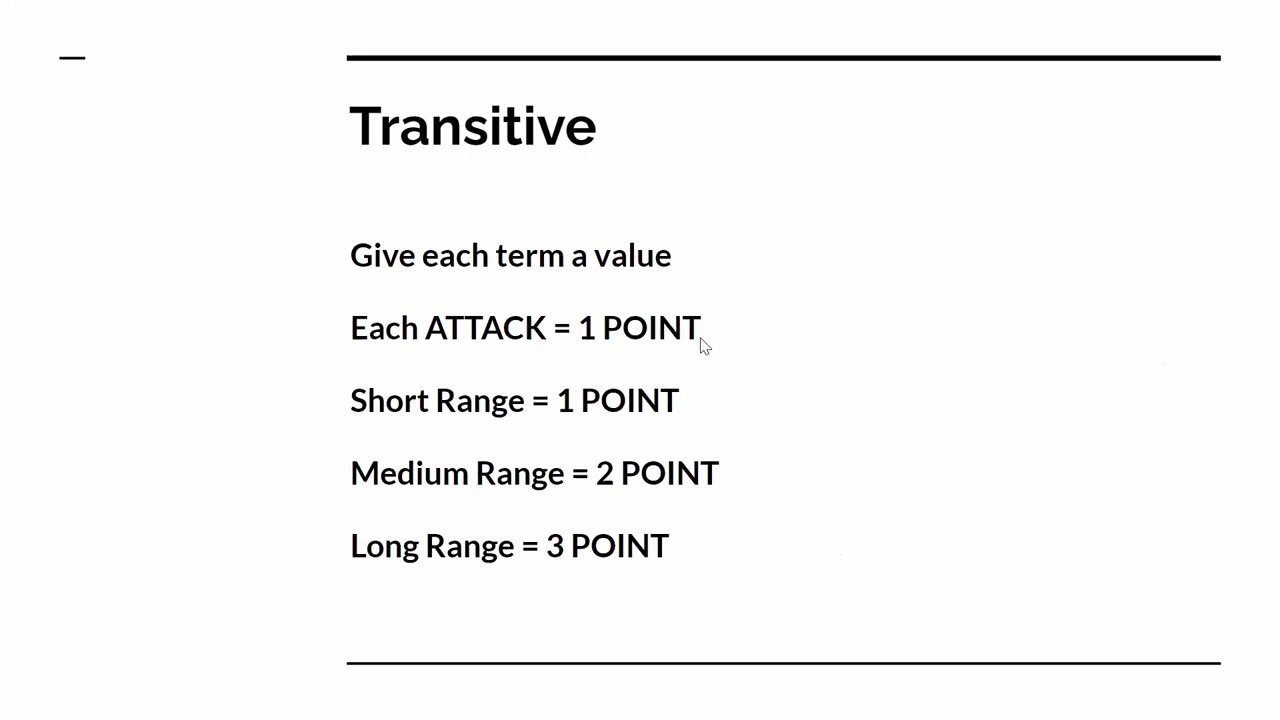 Transitive
Give each term a value
Each ATTACK = 1 POINT
Short Range = 1 POINT
Medium Range = 2 POINT
Long Range = 3 POINT